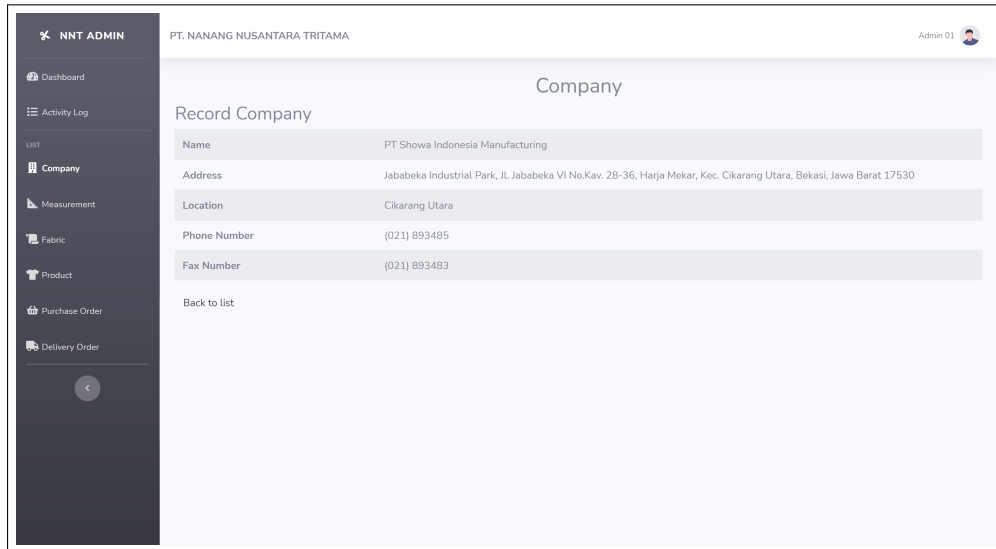 NNT ADMIN
PT. NANANG NUSANTARA TRITAMA
Admin 01
Dashboard
Activity Log
LIST
Company
Measurement
Fabric
Product
Purchase Order
Delivery Order
Company
Record Company
Name PT Showa Indonesia Manufacturing
Address Jababeka Industrial Park, Jl. Jababeka VI No.Kav. 28-36, Harja Mekar, Kec. Cikarang Utara, Bekasi, Jawa Barat 17530
Location Cikarang Utara
Phone Number (021) 893485
Fax Number (021) 893483
Back to list